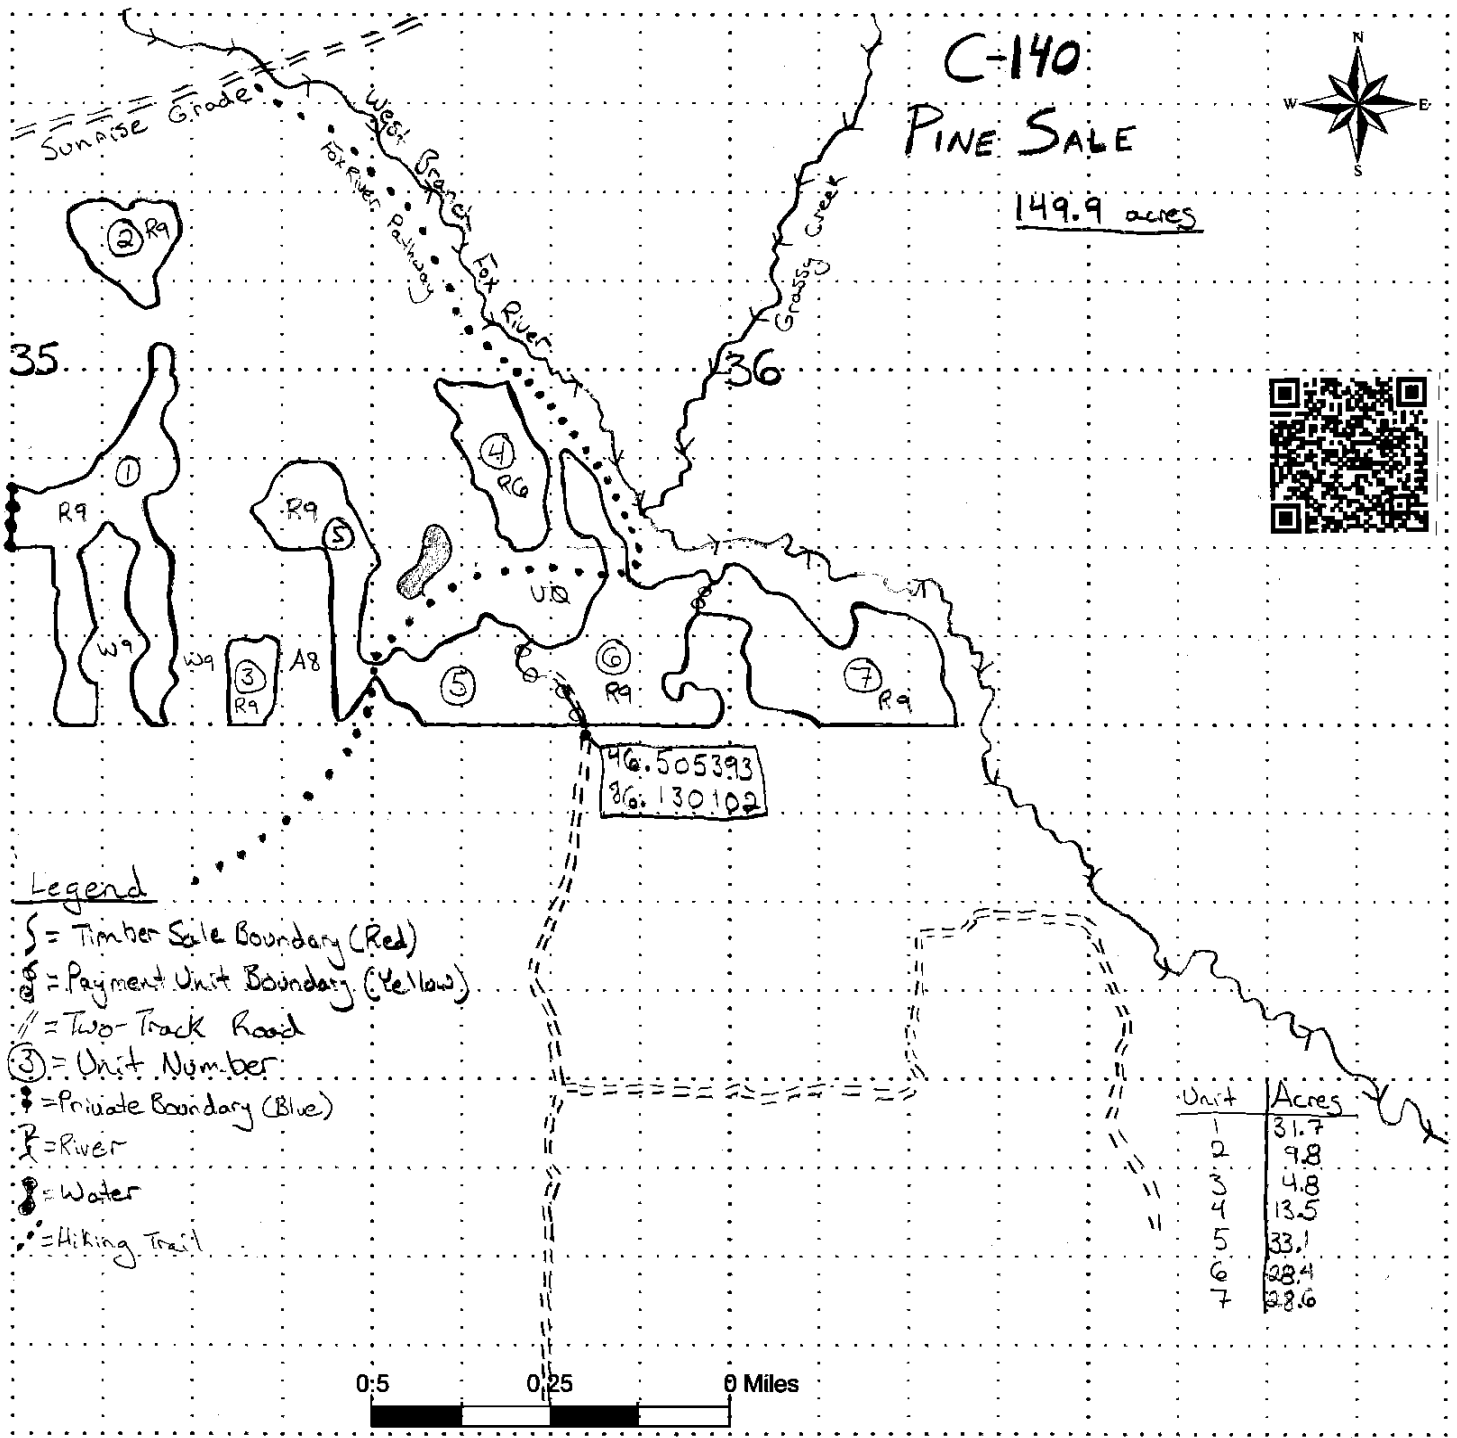 C-140
PINE SALE
149.9 acres
N
W
E
S
Sunrise Grade
West Branch Fox River
Fox River Pathway
Grassy Creek
2 R9
35
36
1
R9
W9
W9
3
R9
A8
R9
5
4
R6
UQ
5
6
R9
7
R9
46.505393
86.130102
Legend
= Timber Sale Boundary (Red)
= Payment Unit Boundary (Yellow)
= Two-Track Road
3 = Unit Number
= Private Boundary (Blue)
= River
= Water
= Hiking Trail
Unit Acres
1 31.7
2 9.8
3 4.8
4 13.5
5 33.1
6 28.4
7 28.6
0.5 0.25 0 Miles